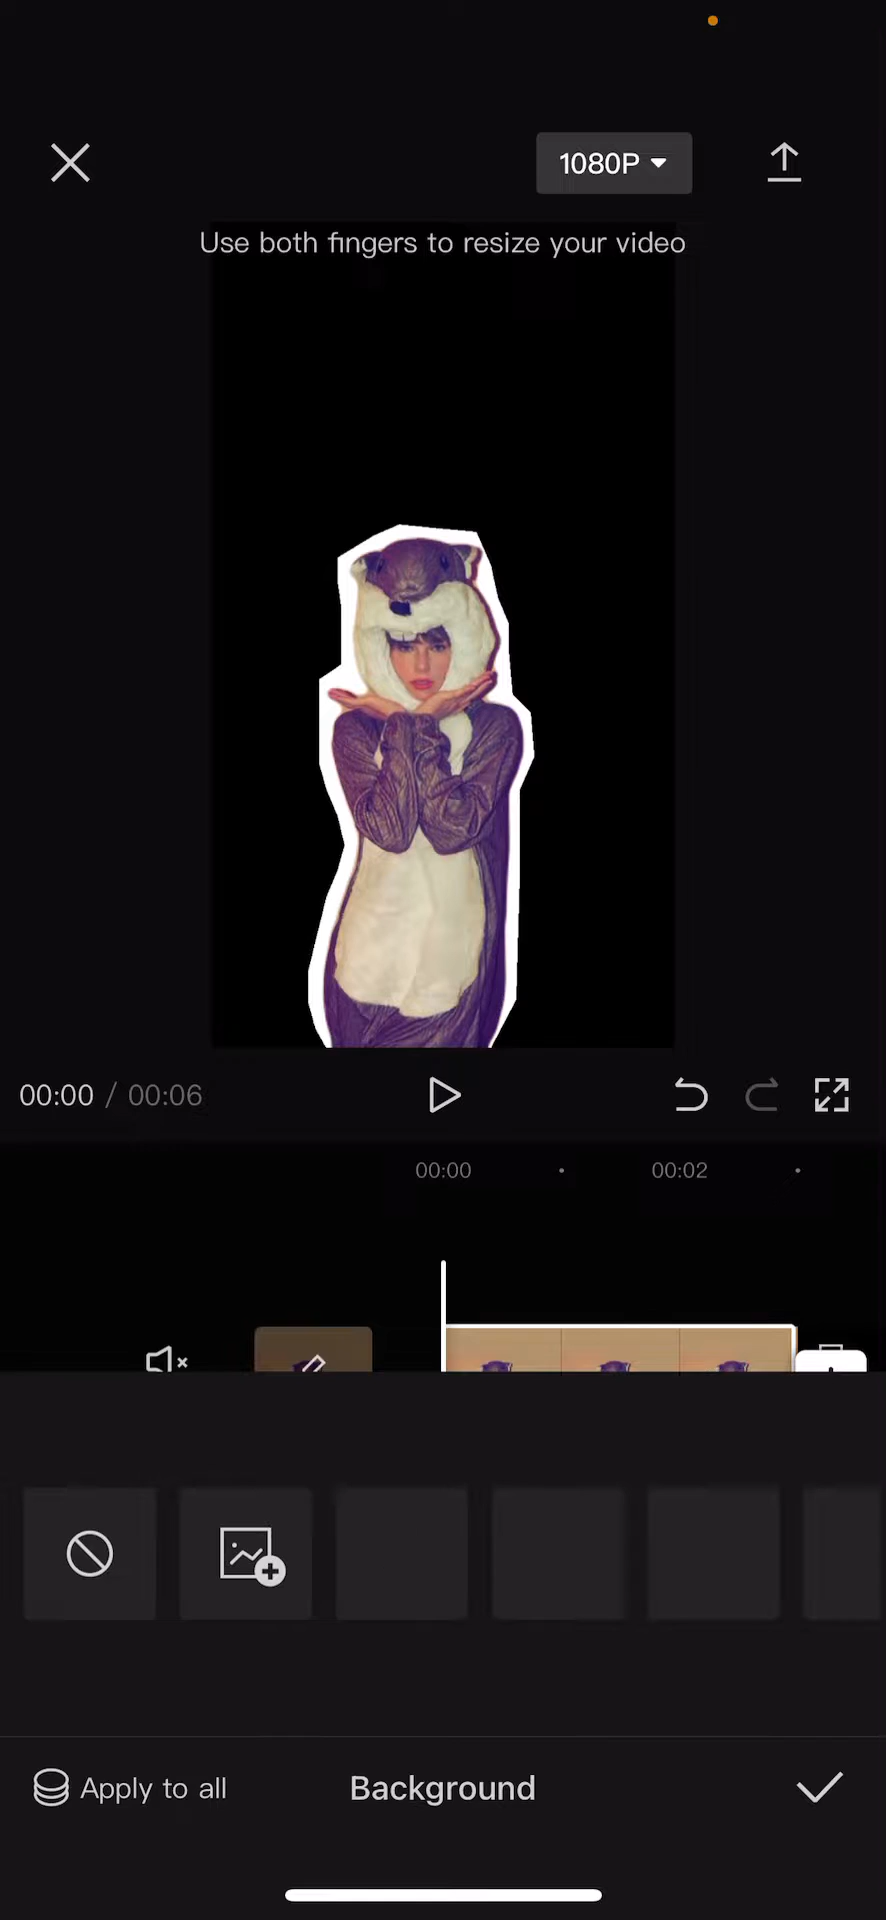 1080P
Use both fingers to resize your video
00:00 / 00:06
00:00 00:02
Apply to all
Background